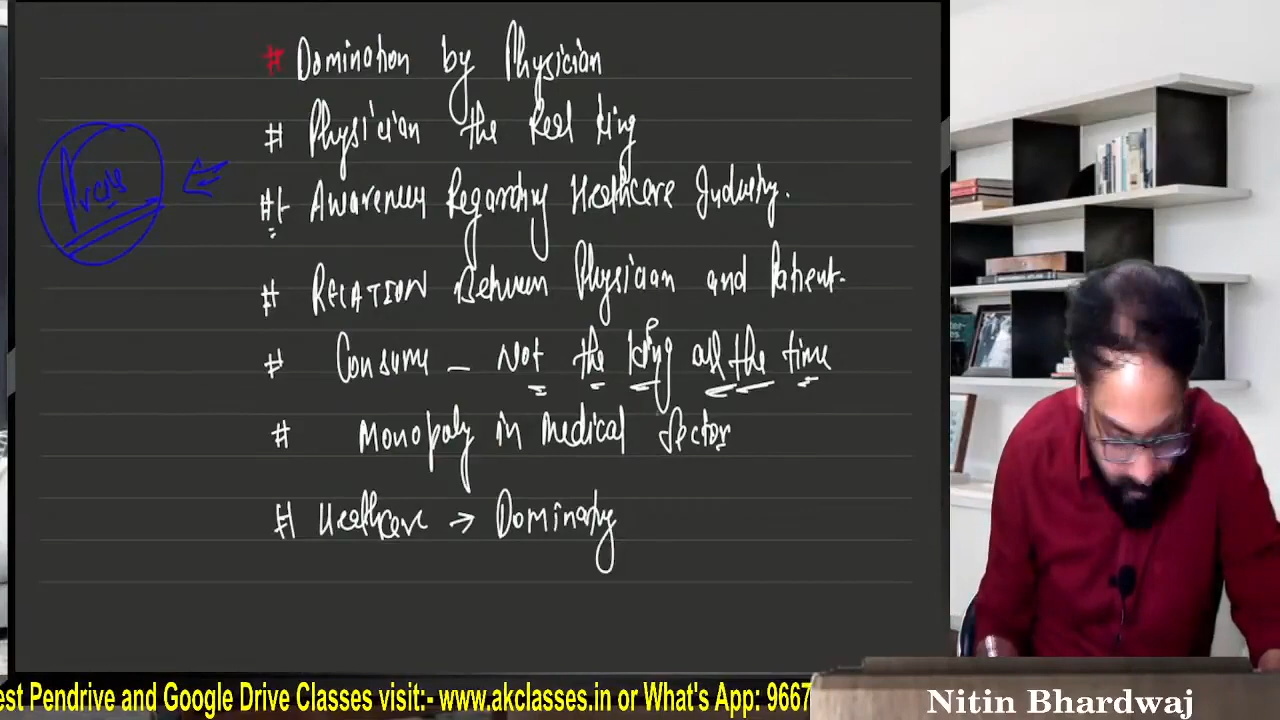 # Domination by Physician
# Physician the Real King
# Awareness Regarding Healthcare Industry.
# RELATION Between Physician and Patient.
# Consume - Not the King all the time
# Monopoly in Medical Sector
# Healthcare → Dominating
est Pendrive and Google Drive Classes visit:- www.akclasses.in or What's App: 9667
Nitin Bhardwaj